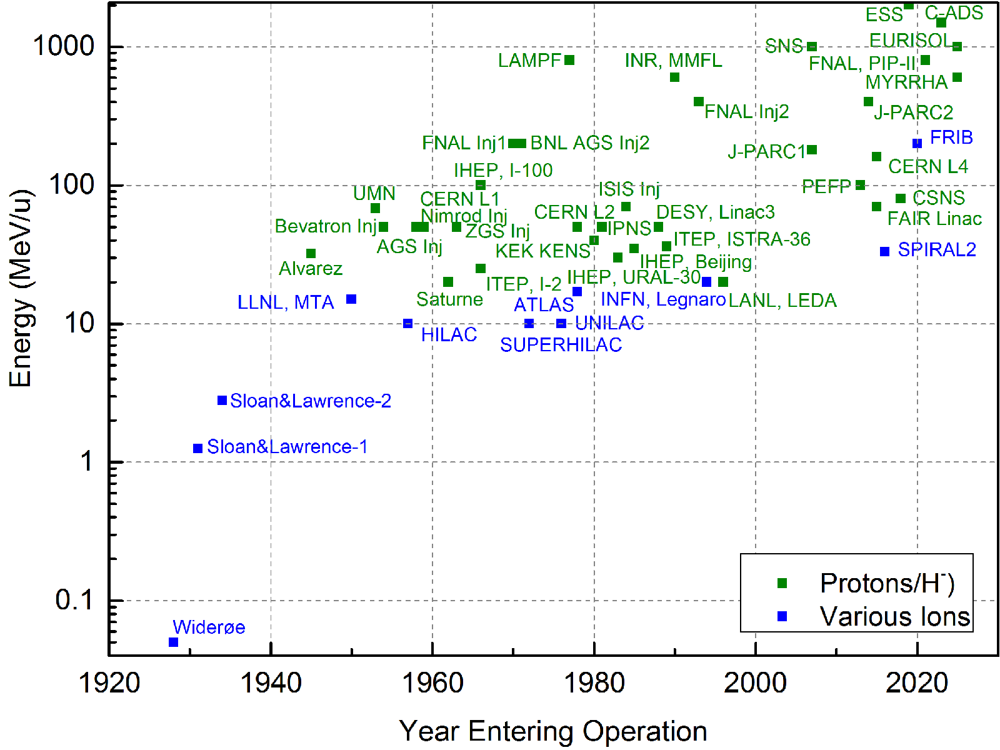 ESS
C-ADS
1000
SNS
EURISOL
LAMPF
INR, MMFL
FNAL, PIP-II
MYRRHA
FNAL Inj2
J-PARC2
FNAL Inj1
BNL AGS Inj2
FRIB
J-PARC1
IHEP, I-100
CERN L4
100
PEFP
UMN
CERN L1
ISIS Inj
CSNS
Nimrod Inj
CERN L2
DESY, Linac3
FAIR Linac
Bevatron Inj
ZGS Inj
IPNS
AGS Inj
KEK KENS
ITEP, ISTRA-36
SPIRAL2
Alvarez
IHEP, Beijing
ITEP, I-2
IHEP, URAL-30
Saturne
LLNL, MTA
ATLAS
INFN, Legnaro
LANL, LEDA
10
HILAC
UNILAC
SUPERHILAC
Sloan&Lawrence-2
Sloan&Lawrence-1
1
0.1
Widerøe
Protons/H-)
Various Ions
Energy (MeV/u)
1920
1940
1960
1980
2000
2020
Year Entering Operation